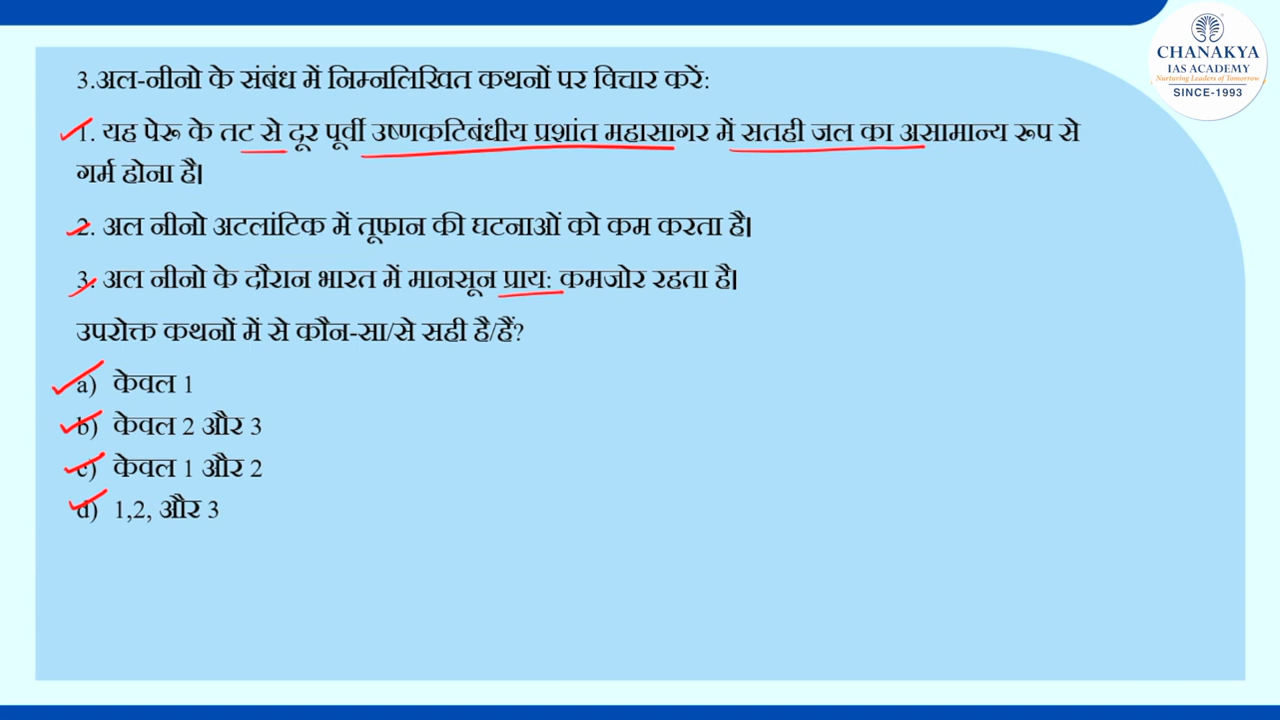 CHANAKYA
IAS ACADEMY
Nurturing Leaders of Tomorrow
SINCE-1993
3.अल-नीनो के संबंध में निम्नलिखित कथनों पर विचार करें:
1. यह पेरू के तट से दूर पूर्वी उष्णकटिबंधीय प्रशांत महासागर में सतही जल का असामान्य रूप से
गर्म होना है।
2. अल नीनो अटलांटिक में तूफान की घटनाओं को कम करता है।
3. अल नीनो के दौरान भारत में मानसून प्राय: कमजोर रहता है।
उपरोक्त कथनों में से कौन-सा/से सही है/हैं?
a) केवल 1
b) केवल 2 और 3
c) केवल 1 और 2
d) 1,2, और 3